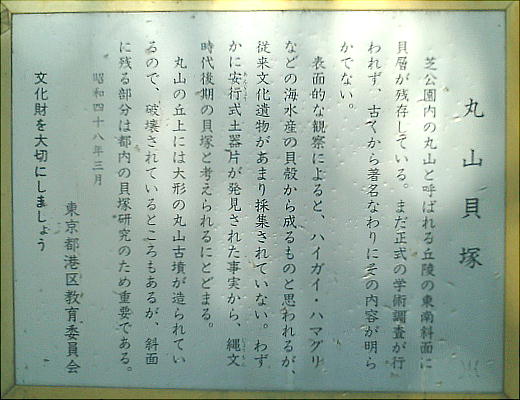 丸山貝塚
芝公園内の丸山と呼ばれる丘陵の東南斜面に
貝層が残存している。まだ正式の学術調査が行
われず、古くから著名なわりにその内容が明ら
かでない。
表面的な観察によると、ハイガイ・ハマグリ
などの海水産の貝殻から成るものと思われるが、
従来文化遺物があまり採集されていない。わず
かに安行式土器片が発見された事実から、縄文
時代後期の貝塚と考えられるにとどまる。
丸山の丘上には大形の丸山古墳が造られてい
るので、破壊されているところもあるが、斜面
に残る部分は都内の貝塚研究のため重要である。
昭和四十八年三月
東京都港区教育委員会
文化財を大切にしましょう